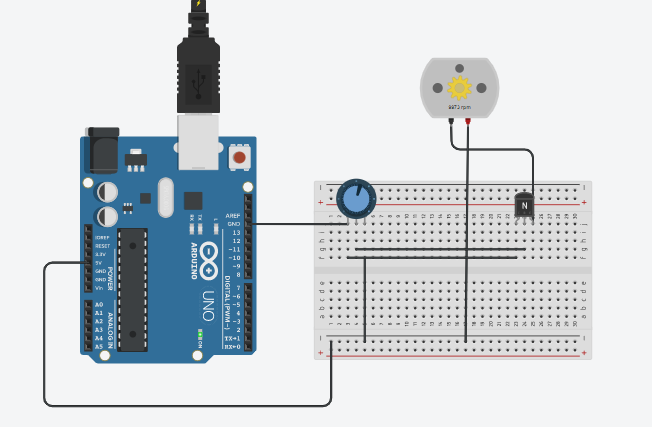 9973 rpm
N
AREF
GND
13
12
~11
~10
~9
8
7
~6
~5
4
~3
2
TX→1
RX←0
DIGITAL (PWM~)
IOREF
RESET
3.3V
5V
GND
GND
Vin
POWER
A0
A1
A2
A3
A4
A5
ANALOG IN
TX
RX
L
ARDUINO
UNO
ON